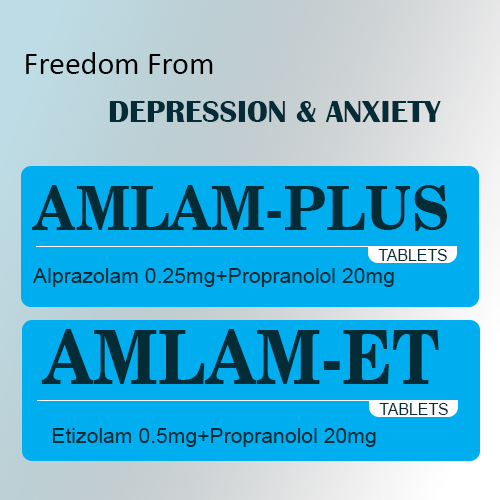 Freedom From
DEPRESSION & ANXIETY
AMLAM-PLUS
TABLETS
Alprazolam 0.25mg+Propranolol 20mg
AMLAM-ET
TABLETS
Etizolam 0.5mg+Propranolol 20mg